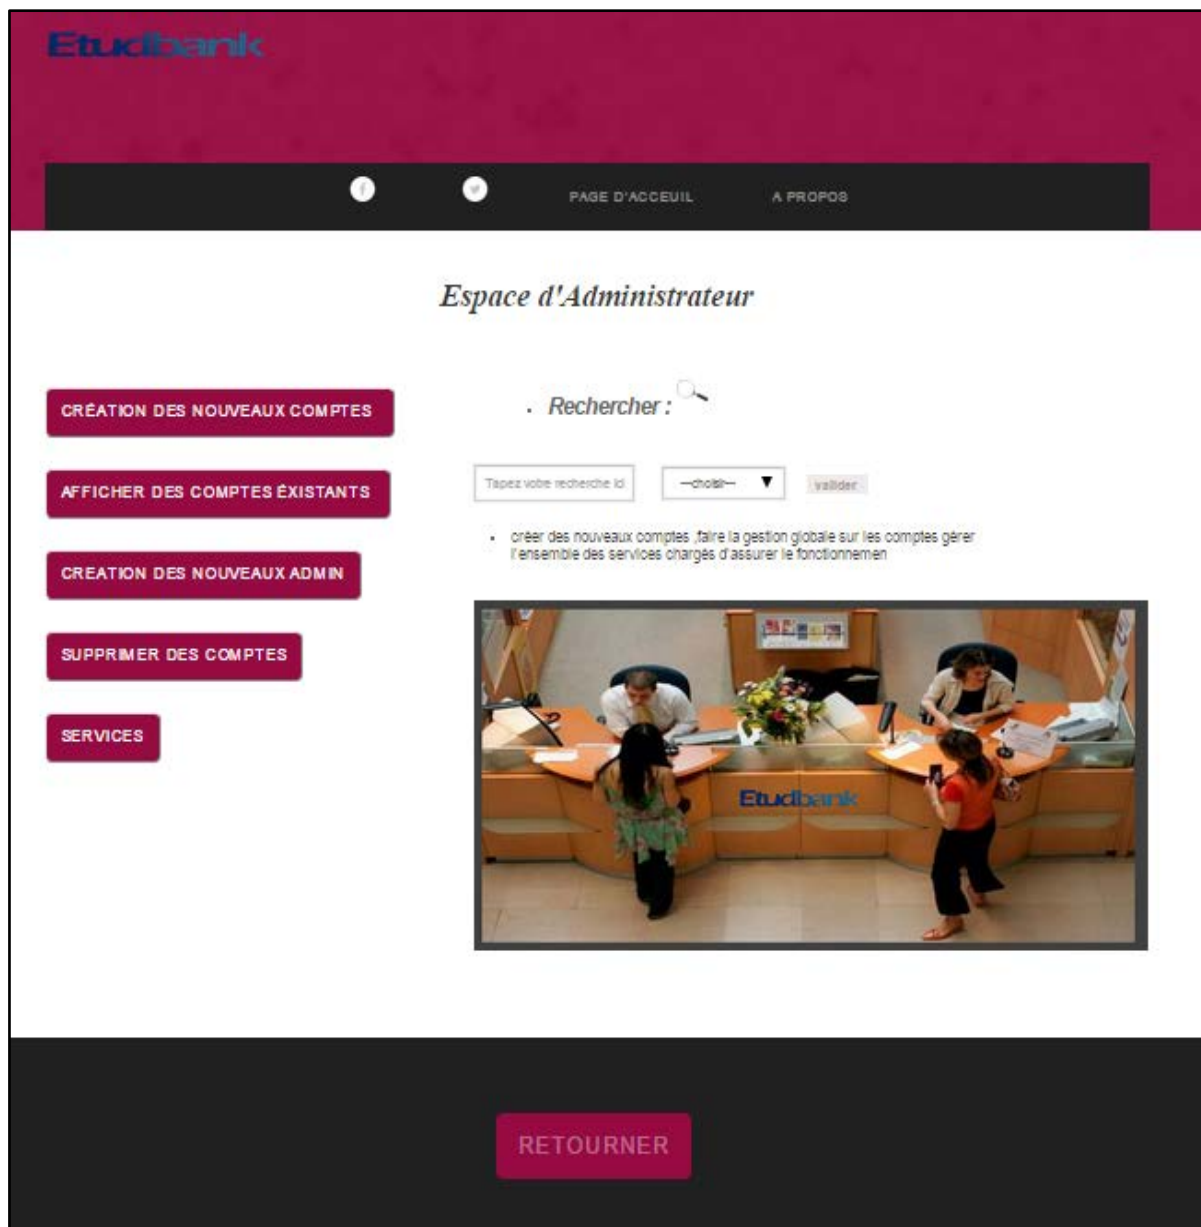 Etudbank
PAGE D'ACCEUIL
A PROPOS
Espace d'Administrateur
CRÉATION DES NOUVEAUX COMPTES
AFFICHER DES COMPTES ÉXISTANTS
CREATION DES NOUVEAUX ADMIN
SUPPRIMER DES COMPTES
SERVICES
• Rechercher :
Tapez votre recherche ici
---choisir---
valider
• créer des nouveaux comptes ,faire la gestion globale sur les comptes gérer
l'ensemble des services chargés d'assurer le fonctionnemen
Etudbank
RETOURNER